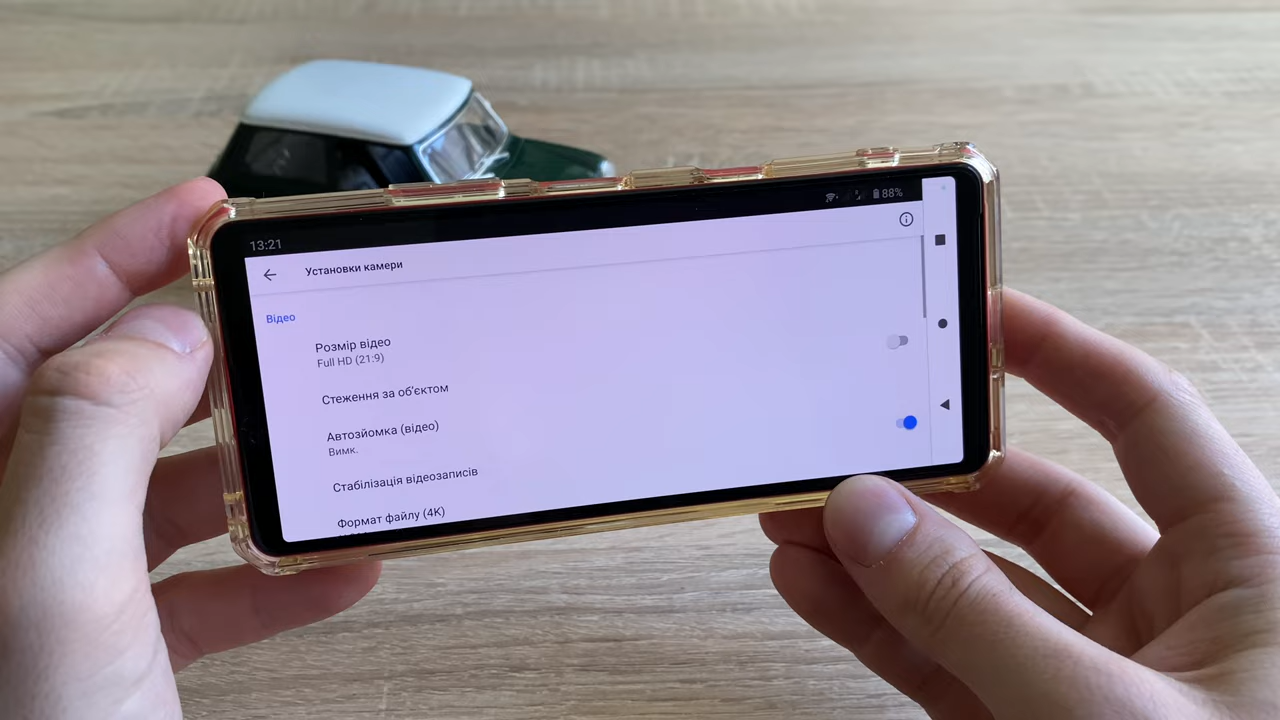 13:21
88%
Установки камери
Відео
Розмір відео
Full HD (21:9)
Стеження за об'єктом
Автозйомка (відео)
Вимк.
Стабілізація відеозаписів
Формат файлу (4K)